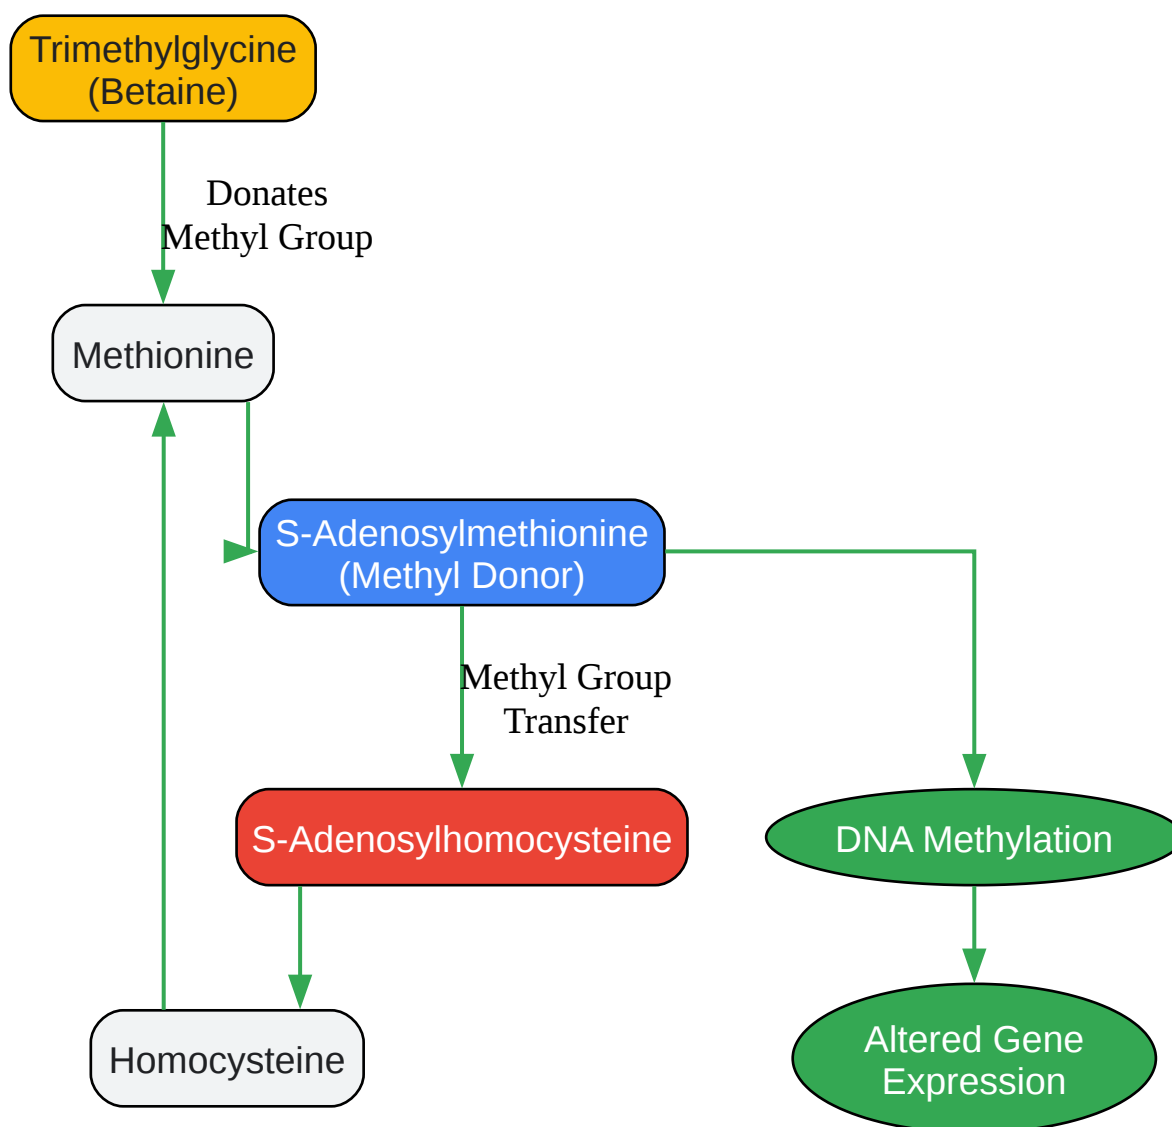 Trimethylglycine
(Betaine)
Donates
Methyl Group
Methionine
S-Adenosylmethionine
(Methyl Donor)
Methyl Group
Transfer
S-Adenosylhomocysteine
DNA Methylation
Homocysteine
Altered Gene
Expression